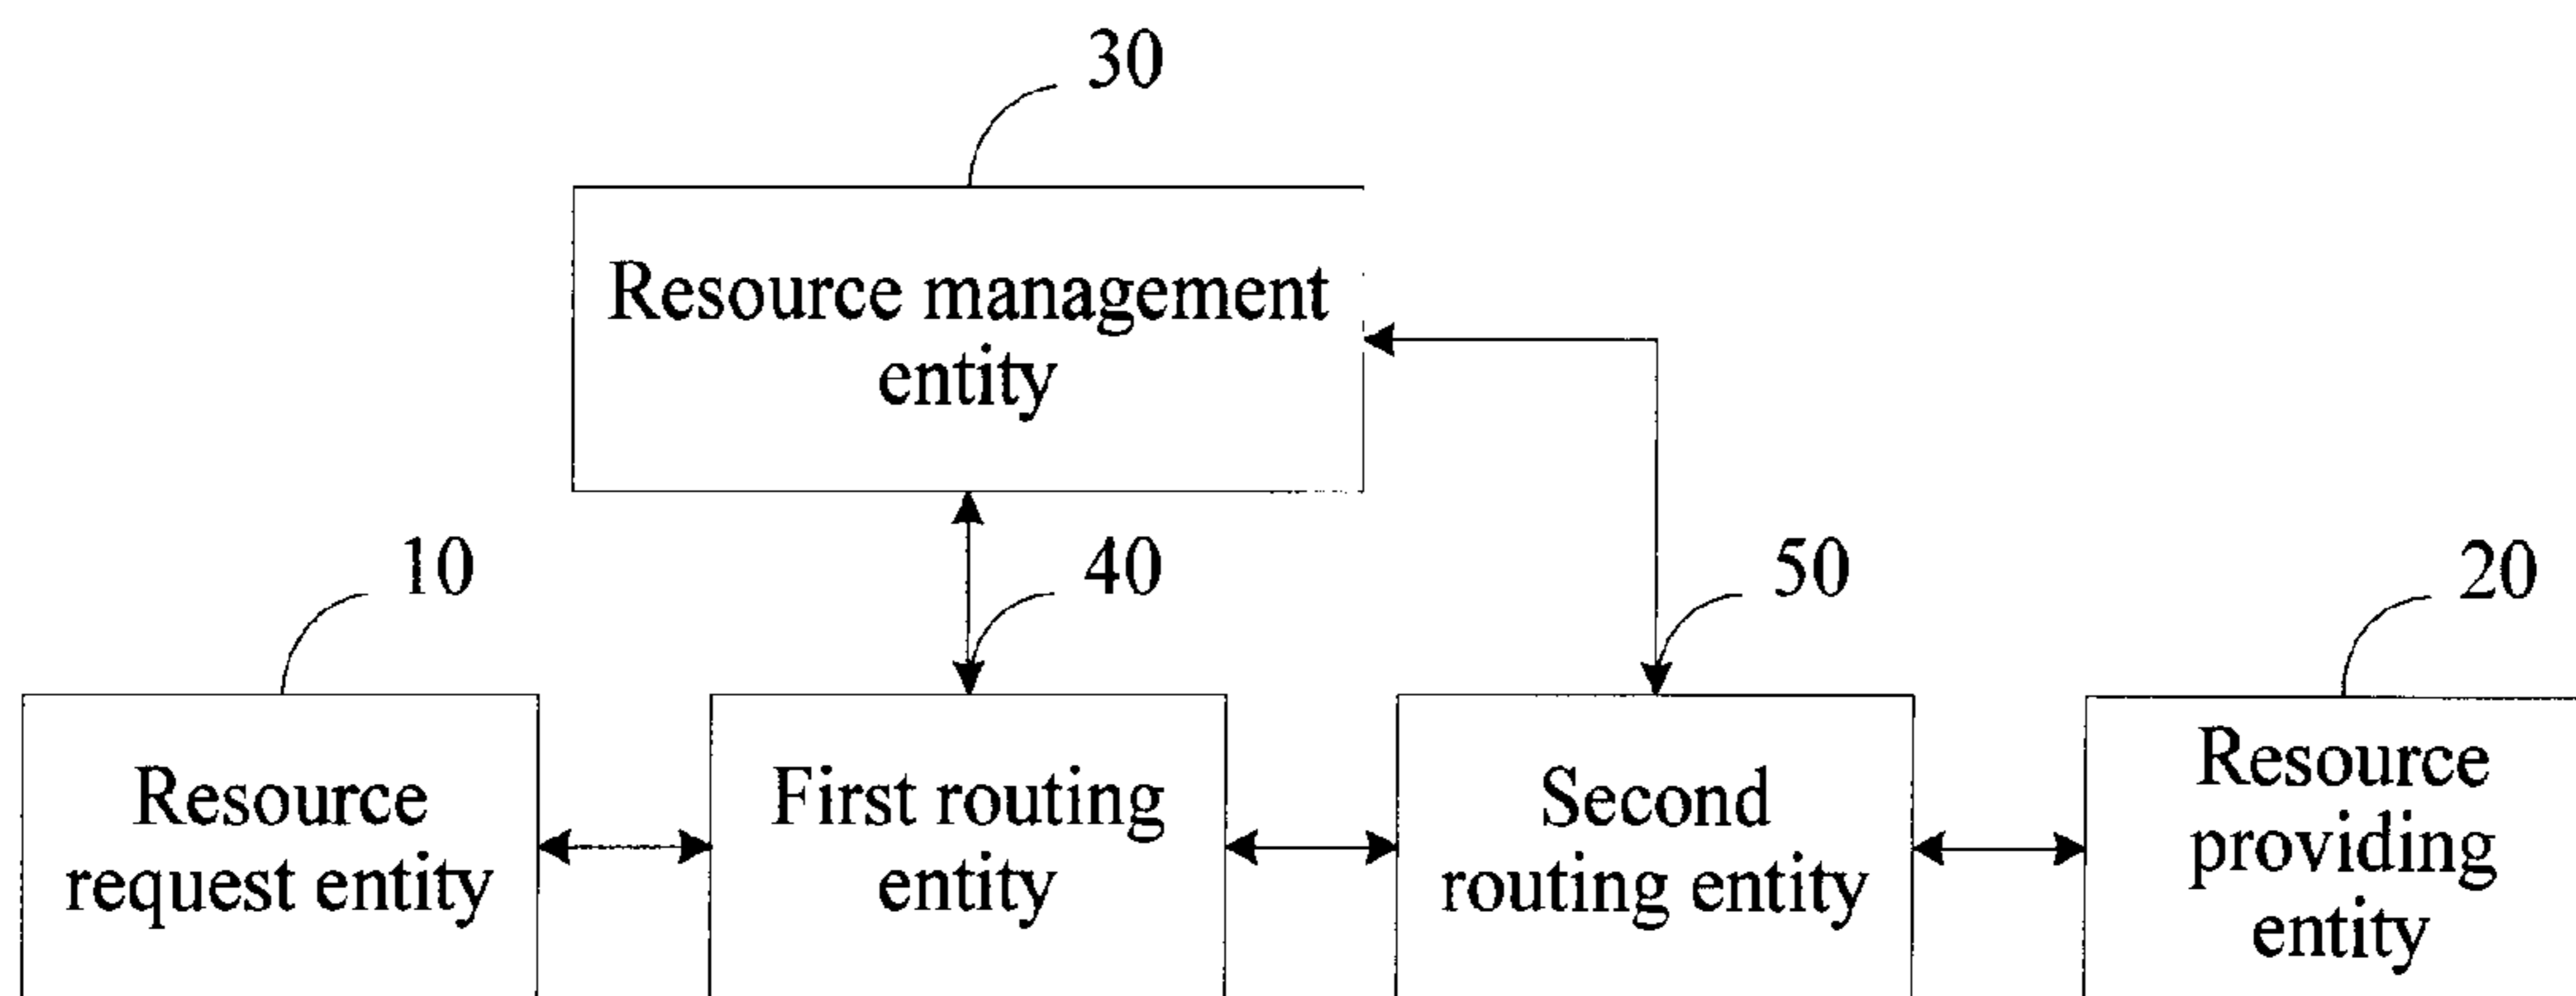 30
Resource management
entity
10
40
50
20
Resource
request entity
First routing
entity
Second
routing entity
Resource
providing
entity